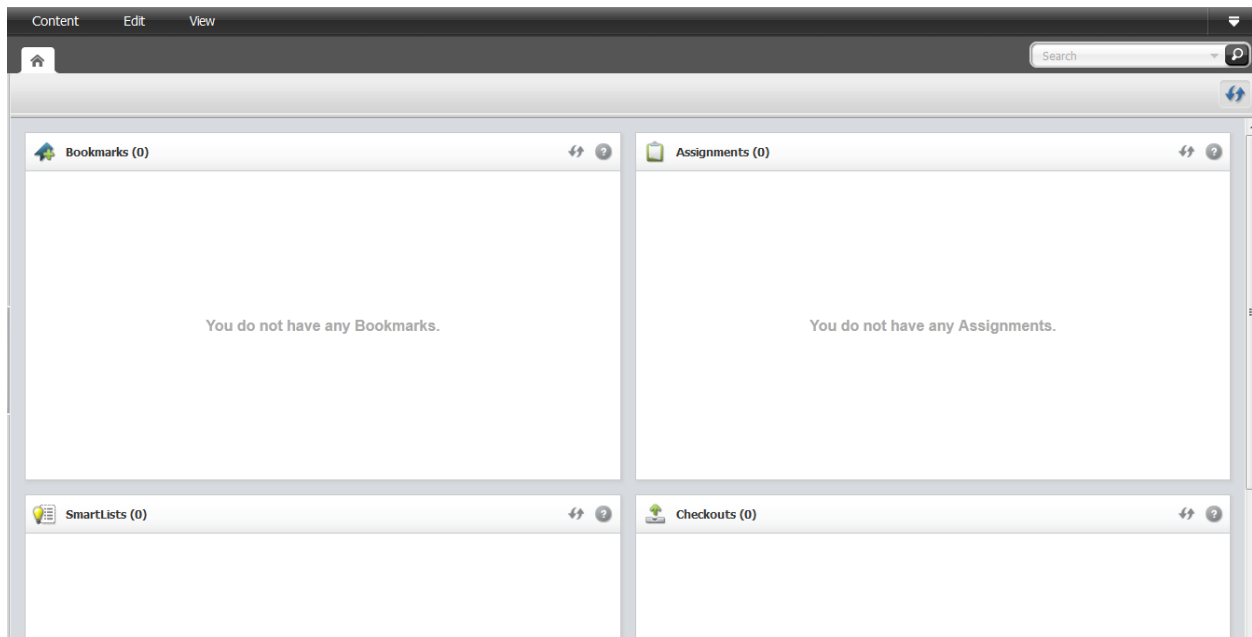 Content Edit View
Search
Bookmarks (0)
Assignments (0)
You do not have any Bookmarks.
You do not have any Assignments.
SmartLists (0)
Checkouts (0)